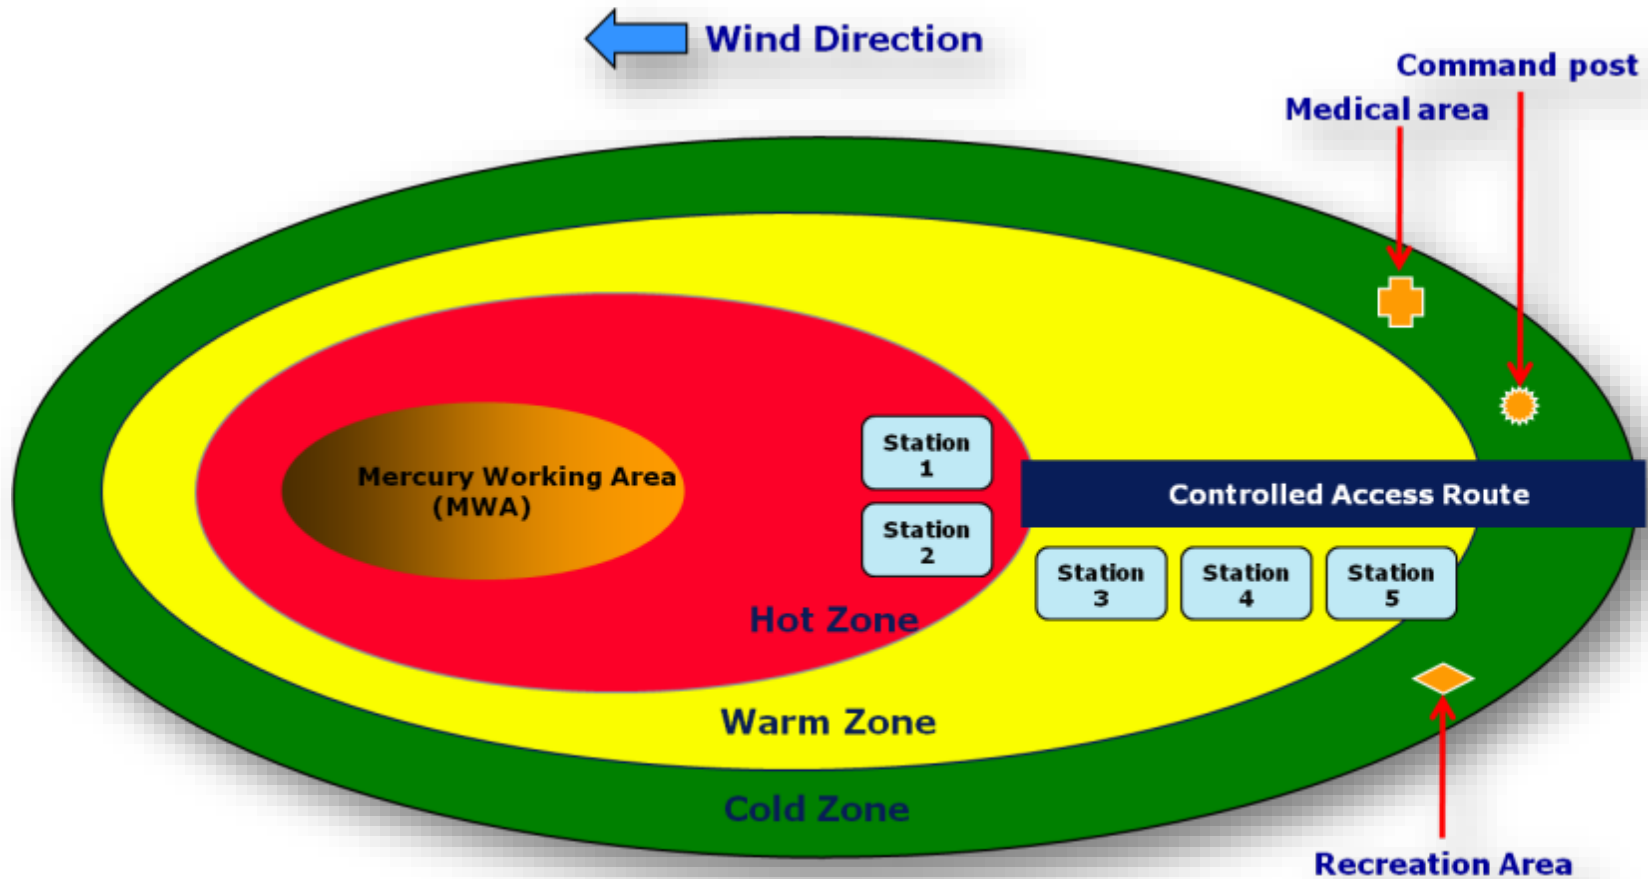 Wind Direction
Command post
Medical area
Station
1
Mercury Working Area
(MWA)
Controlled Access Route
Station
2
Station
3
Station
4
Station
5
Hot Zone
Warm Zone
Cold Zone
Recreation Area